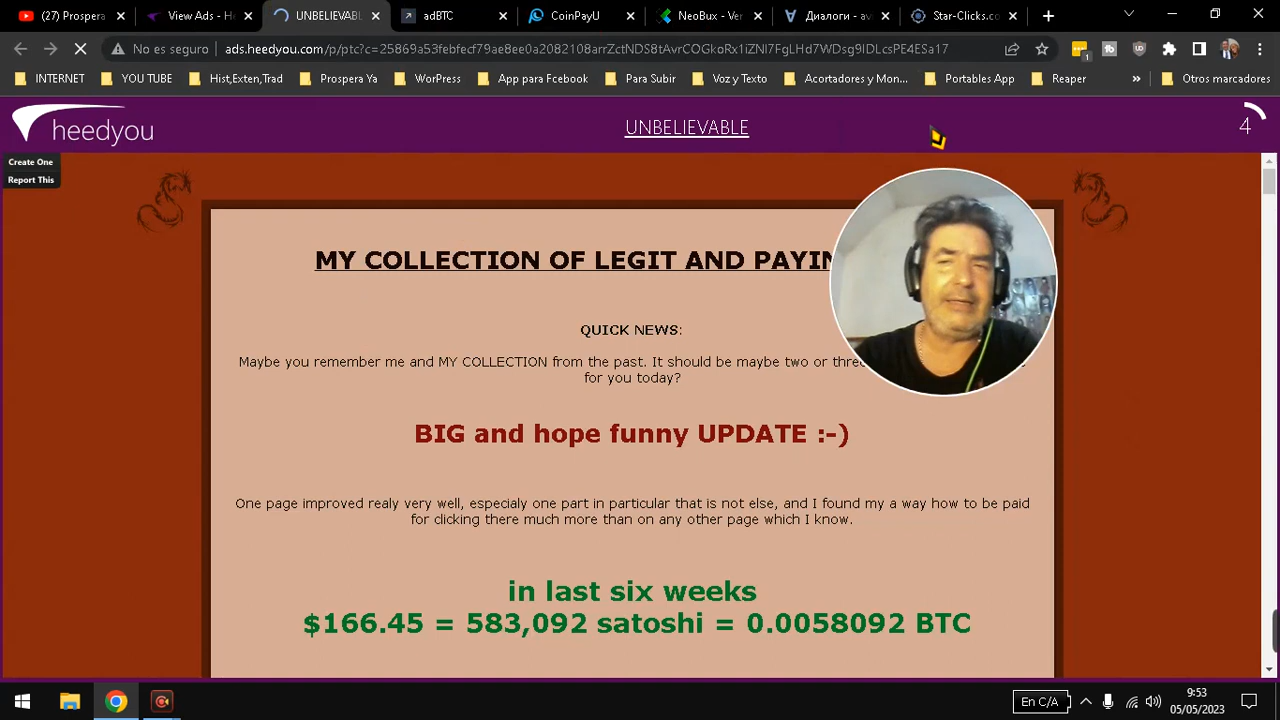 (27) Prospera
View Ads - He
UNBELIEVABL
adBTC
CoinPayU
NeoBux - Ver
Диалоги - av
Star-Clicks.co
No es seguro
ads.heedyou.com/p/ptc?c=25869a53febfecf79ae8ee0a2082108arrZctNDS8tAvrCOGkoRx1iZNI7FgLHd7WDsg9IDLcsPE4ESa17
1
INTERNET
YOU TUBE
Hist,Exten,Trad
Prospera Ya
WorPress
App para Fcebook
Para Subir
Voz y Texto
Acortadores y Mon...
Portables App
Reaper
»
Otros marcadores
heedyou
UNBELIEVABLE
4
Create One
Report This
MY COLLECTION OF LEGIT AND PAYIN
QUICK NEWS:
Maybe you remember me and MY COLLECTION from the past. It should be maybe two or thre
for you today?
BIG and hope funny UPDATE :-)
One page improved realy very well, especialy one part in particular that is not else, and I found my a way how to be paid
for clicking there much more than on any other page which I know.
in last six weeks
$166.45 = 583,092 satoshi = 0.0058092 BTC
En C/A
9:53
05/05/2023